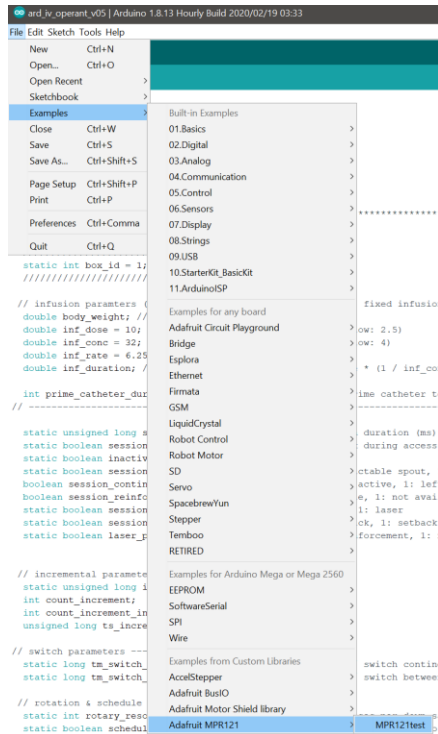 ard_iv_operant_v05 | Arduino 1.8.13 Hourly Build 2020/02/19 03:33
File Edit Sketch Tools Help
New Ctrl+N
Open... Ctrl+O
Open Recent
Sketchbook
Examples
Close Ctrl+W
Save Ctrl+S
Save As... Ctrl+Shift+S
Page Setup Ctrl+Shift+P
Print Ctrl+P
Preferences Ctrl+Comma
Quit Ctrl+Q
Built-in Examples
01.Basics
02.Digital
03.Analog
04.Communication
05.Control
06.Sensors
07.Display
08.Strings
09.USB
10.StarterKit_BasicKit
11.ArduinoISP
Examples for any board
Adafruit Circuit Playground
Bridge
Esplora
Ethernet
Firmata
GSM
LiquidCrystal
Robot Control
Robot Motor
SD
Servo
SpacebrewYun
Stepper
Temboo
RETIRED
Examples for Arduino Mega or Mega 2560
EEPROM
SoftwareSerial
SPI
Wire
Examples from Custom Libraries
AccelStepper
Adafruit BusIO
Adafruit Motor Shield library
Adafruit MPR121
MPR121test
static int box_id = 1;
///////////////////////
// infusion paramters ( fixed infusio
double body_weight; //
double inf_dose = 10; ow: 2.5)
double inf_conc = 32; ow: 4)
double inf_rate = 6.25
double inf_duration; / * (1 / inf_co
int prime_catheter_dur ime catheter t
// ----------------------
static unsigned long s duration (ms)
static boolean session during access
static boolean inactiv
static boolean session ctable spout,
boolean session_contin active, 1: lef
boolean session_reinfo e, 1: not avai
static boolean session 1: laser
static boolean session ck, 1: setback
static boolean laser_p forcement, 1:
// incremental paramete
static unsigned long i
int count_increment;
int count_increment_in
unsigned long ts_incre
// switch parameters ---
static long tm_switch_ switch contin
static long tm_switch_ switch betwee
// rotation & schedule
static int rotary_reso
static boolean schedul